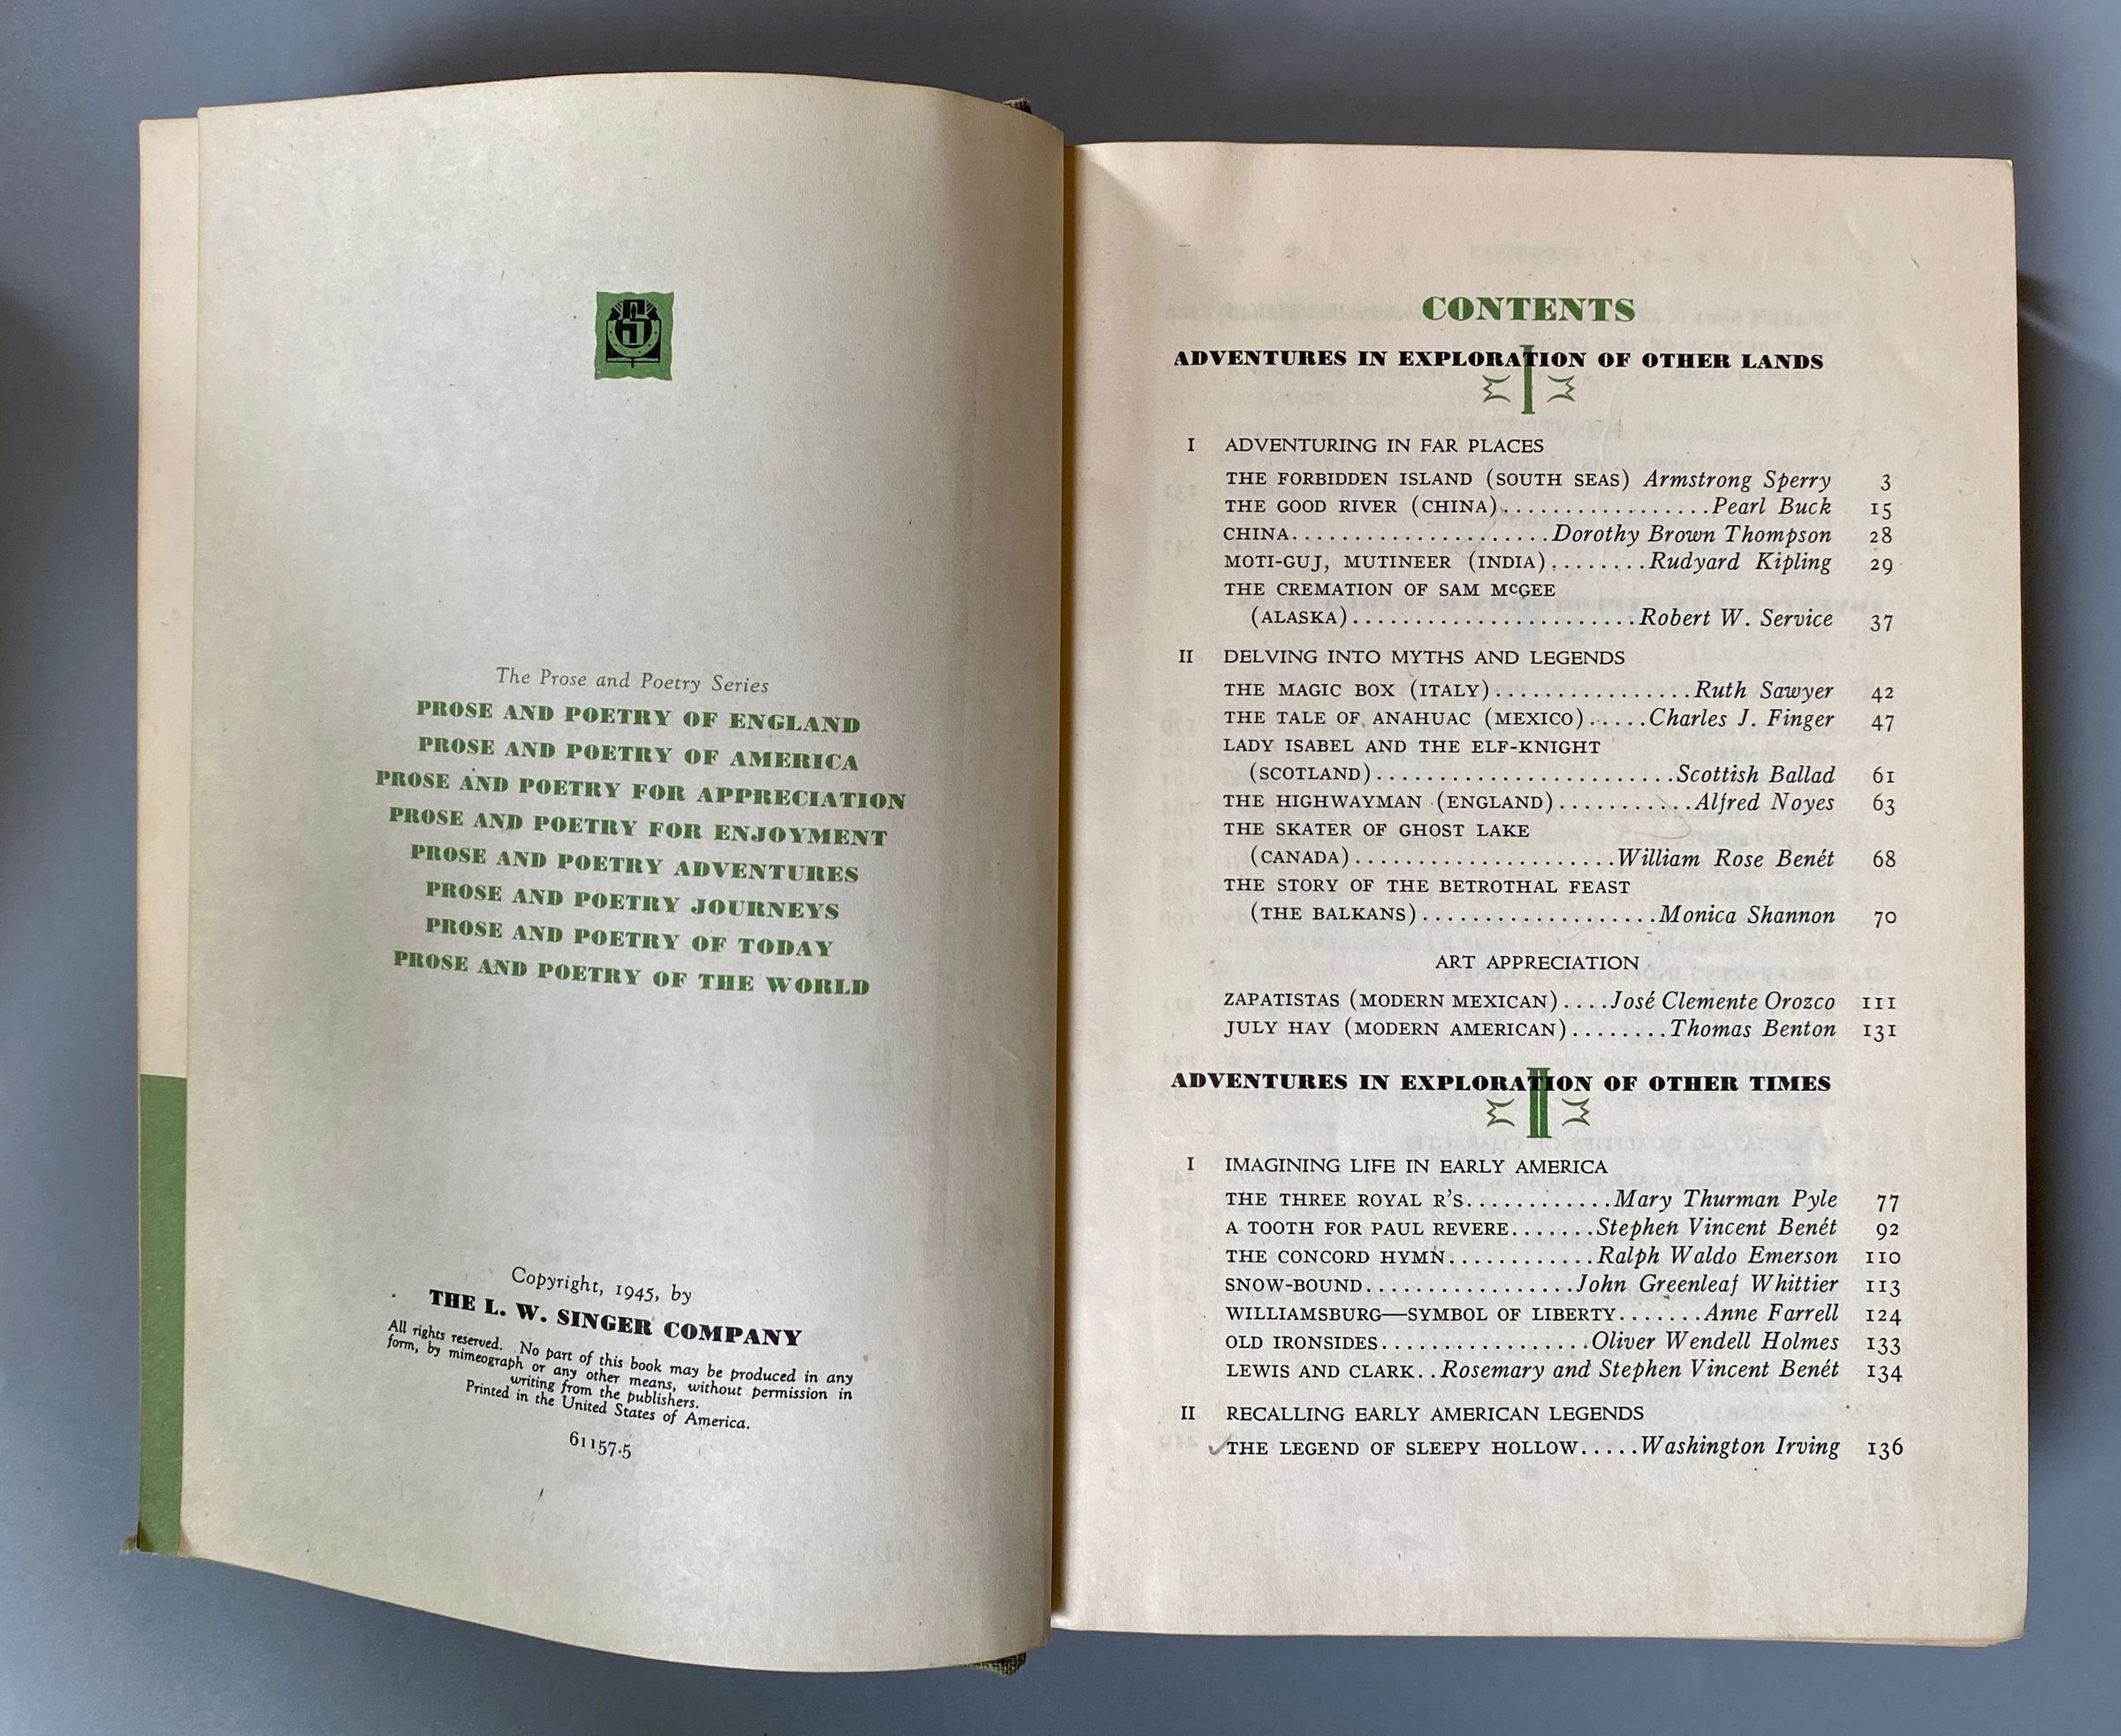 The Prose and Poetry Series
PROSE AND POETRY OF ENGLAND
PROSE AND POETRY OF AMERICA
PROSE AND POETRY FOR APPRECIATION
PROSE AND POETRY FOR ENJOYMENT
PROSE AND POETRY ADVENTURES
PROSE AND POETRY JOURNEYS
PROSE AND POETRY OF TODAY
PROSE AND POETRY OF THE WORLD
Copyright, 1945, by
THE L. W. SINGER COMPANY
All rights reserved. No part of this book may be produced in any
form, by mimeograph or any other means, without permission in
writing from the publishers.
Printed in the United States of America.
61157.5
CONTENTS
ADVENTURES IN EXPLORATION OF OTHER LANDS
I
I ADVENTURING IN FAR PLACES
THE FORBIDDEN ISLAND (SOUTH SEAS) Armstrong Sperry 3
THE GOOD RIVER (CHINA).................Pearl Buck 15
CHINA.....................Dorothy Brown Thompson 28
MOTI-GUJ, MUTINEER (INDIA)........Rudyard Kipling 29
THE CREMATION OF SAM McGEE
(ALASKA).......................Robert W. Service 37
II DELVING INTO MYTHS AND LEGENDS
THE MAGIC BOX (ITALY)................Ruth Sawyer 42
THE TALE OF ANAHUAC (MEXICO).....Charles J. Finger 47
LADY ISABEL AND THE ELF-KNIGHT
(SCOTLAND)........................Scottish Ballad 61
THE HIGHWAYMAN (ENGLAND)...........Alfred Noyes 63
THE SKATER OF GHOST LAKE
(CANADA).....................William Rose Benét 68
THE STORY OF THE BETROTHAL FEAST
(THE BALKANS)...................Monica Shannon 70
ART APPRECIATION
ZAPATISTAS (MODERN MEXICAN)....José Clemente Orozco 111
JULY HAY (MODERN AMERICAN)........Thomas Benton 131
ADVENTURES IN EXPLORATION OF OTHER TIMES
II
I IMAGINING LIFE IN EARLY AMERICA
THE THREE ROYAL R'S............Mary Thurman Pyle 77
A TOOTH FOR PAUL REVERE.......Stephen Vincent Benét 92
THE CONCORD HYMN............Ralph Waldo Emerson 110
SNOW-BOUND.................John Greenleaf Whittier 113
WILLIAMSBURG—SYMBOL OF LIBERTY.......Anne Farrell 124
OLD IRONSIDES.................Oliver Wendell Holmes 133
LEWIS AND CLARK..Rosemary and Stephen Vincent Benét 134
II RECALLING EARLY AMERICAN LEGENDS
THE LEGEND OF SLEEPY HOLLOW.....Washington Irving 136